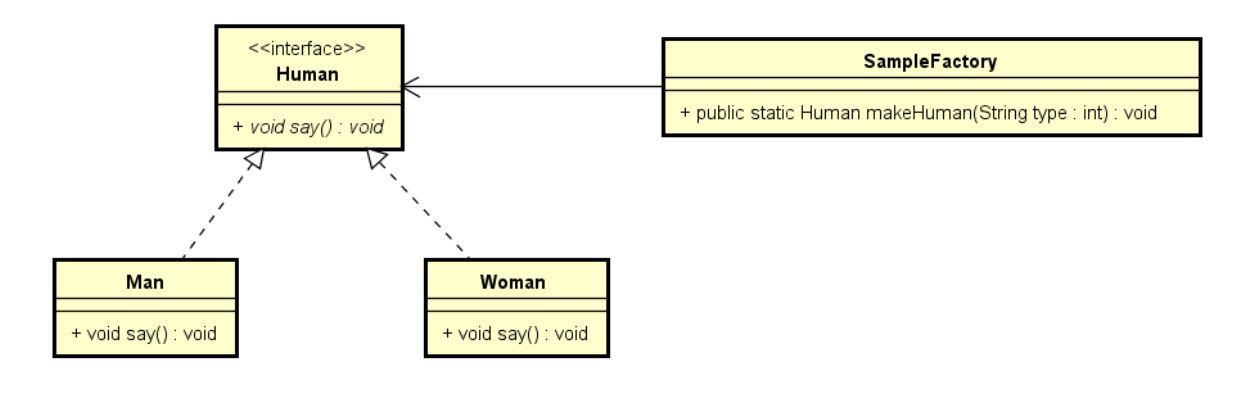 <<interface>>
Human
+ void say() : void
SampleFactory
+ public static Human makeHuman(String type : int) : void
Man
+ void say() : void
Woman
+ void say() : void